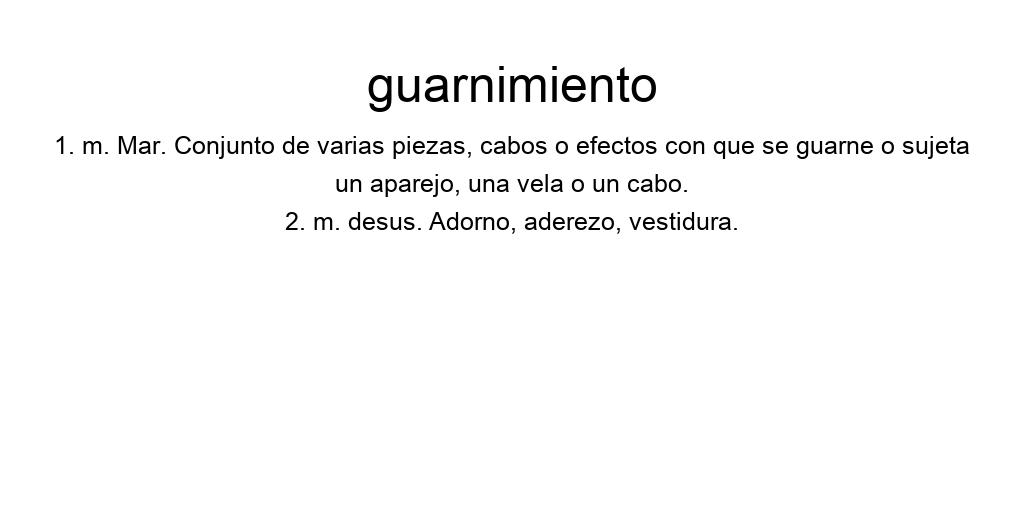 guarnimiento
1. m. Mar. Conjunto de varias piezas, cabos o efectos con que se guarne o sujeta
un aparejo, una vela o un cabo.
2. m. desus. Adorno, aderezo, vestidura.